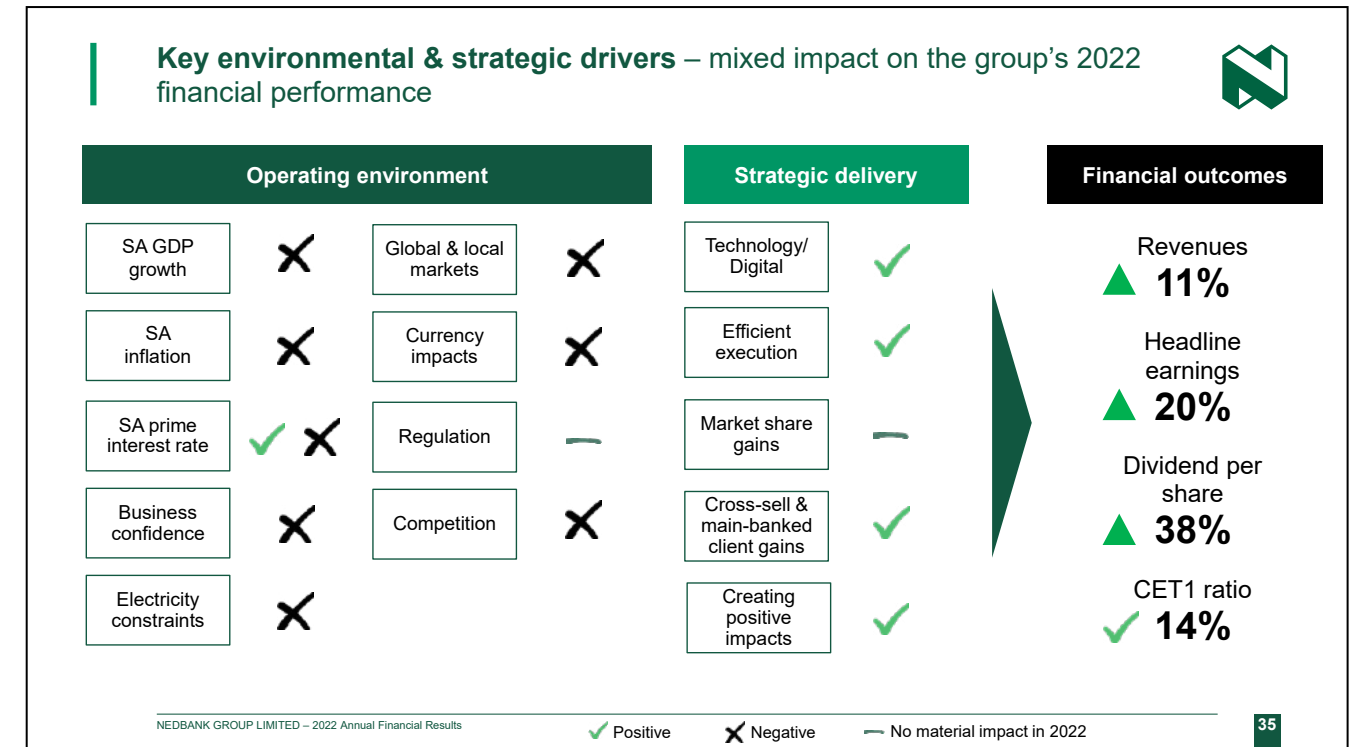 Key environmental & strategic drivers – mixed impact on the group's 2022
financial performance
Operating environment
SA GDP
growth
Global & local
markets
SA
inflation
Currency
impacts
SA prime
interest rate
Regulation
Business
confidence
Competition
Electricity
constraints
Strategic delivery
Technology/
Digital
Efficient
execution
Market share
gains
Cross-sell &
main-banked
client gains
Creating
positive
impacts
Financial outcomes
Revenues
11%
Headline
earnings
20%
Dividend per
share
38%
CET1 ratio
14%
NEDBANK GROUP LIMITED – 2022 Annual Financial Results
Positive
Negative
No material impact in 2022
35